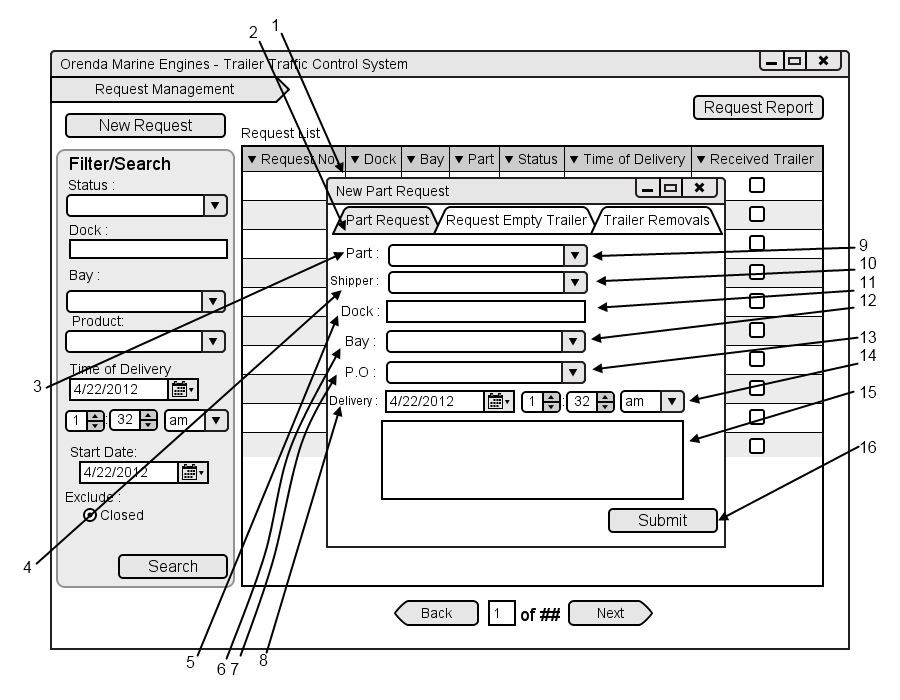 2 1
Orenda Marine Engines - Trailer Traffic Control System
Request Management
Request Report
New Request
Request List
Filter/Search
Status :
Dock :
Bay :
Product:
Time of Delivery
4/22/2012
1 : 32 am
Start Date:
4/22/2012
Exclude :
Closed
Search
Request No. Dock Bay Part Status Time of Delivery Received Trailer
New Part Request
Part Request Request Empty Trailer Trailer Removals
Part :
Shipper:
Dock :
Bay :
P.O :
Delivery : 4/22/2012 1 : 32 am
Submit
Back 1 of ## Next
3
4
5
6 7
8
9
10
11
12
13
14
15
16